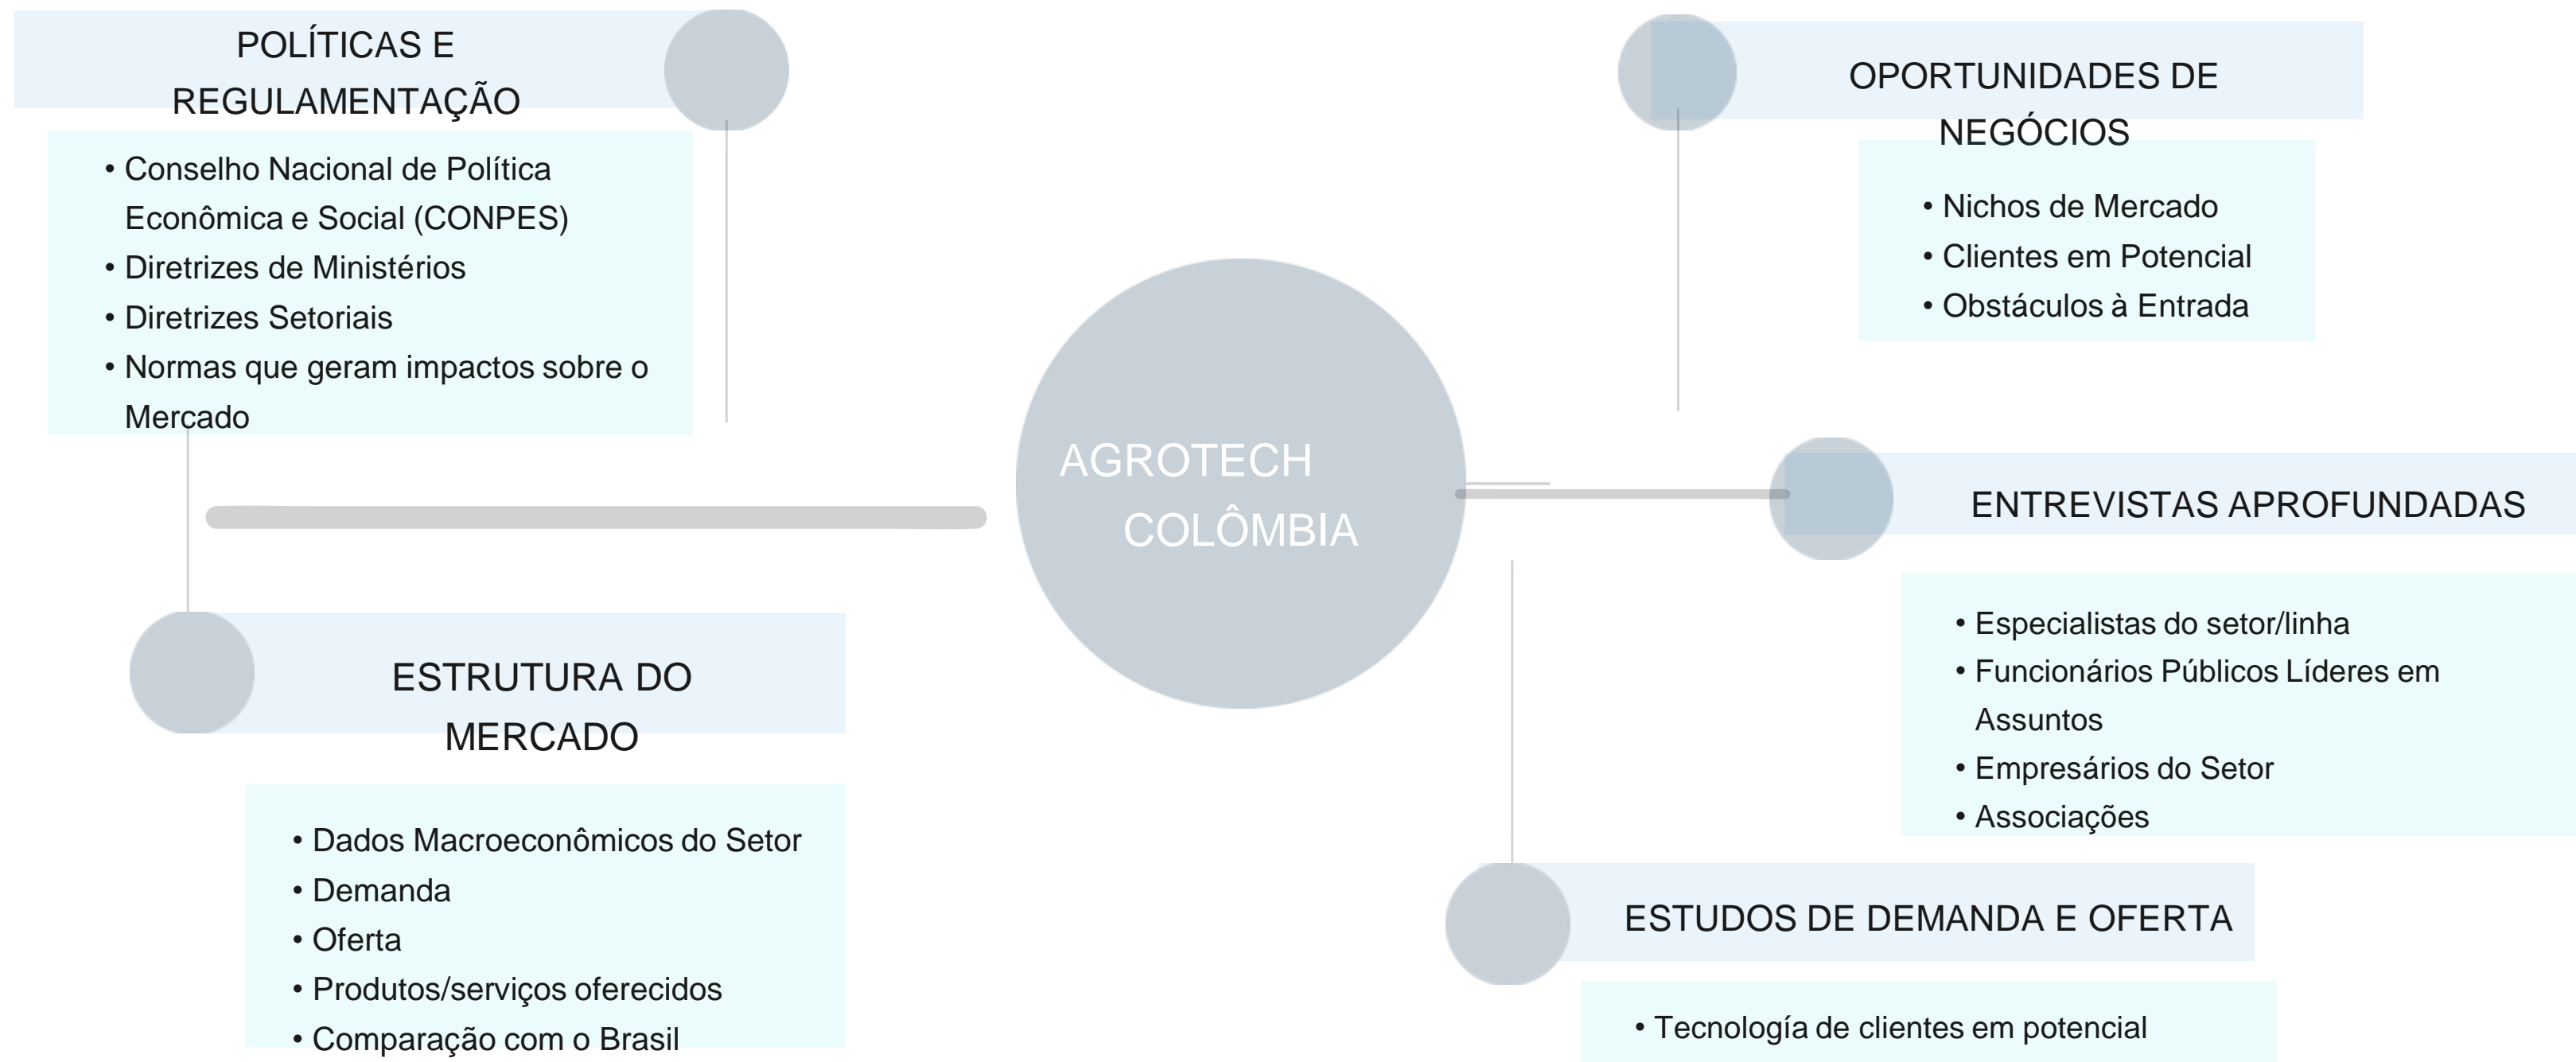 POLÍTICAS E
REGULAMENTAÇÃO
• Conselho Nacional de Política
Econômica e Social (CONPES)
• Diretrizes de Ministérios
• Diretrizes Setoriais
• Normas que geram impactos sobre o
Mercado
ESTRUTURA DO
MERCADO
• Dados Macroeconômicos do Setor
• Demanda
• Oferta
• Produtos/serviços oferecidos
• Comparação com o Brasil
AGROTECH
COLÔMBIA
OPORTUNIDADES DE
NEGÓCIOS
• Nichos de Mercado
• Clientes em Potencial
• Obstáculos à Entrada
ENTREVISTAS APROFUNDADAS
• Especialistas do setor/linha
• Funcionários Públicos Líderes em
Assuntos
• Empresários do Setor
• Associações
ESTUDOS DE DEMANDA E OFERTA
• Tecnología de clientes em potencial